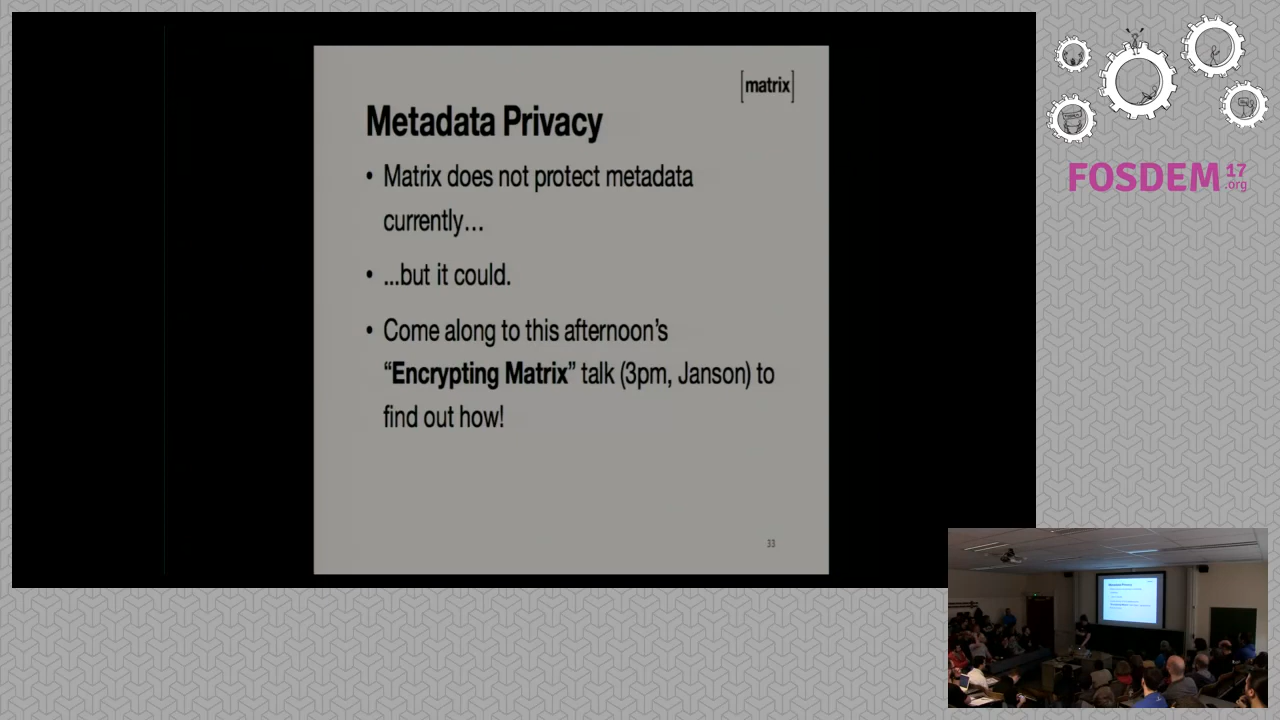 [matrix]
Metadata Privacy
• Matrix does not protect metadata
currently…
• ...but it could.
• Come along to this afternoon’s
“Encrypting Matrix” talk (3pm, Janson) to
find out how!
33
FOSDEM 17
.org